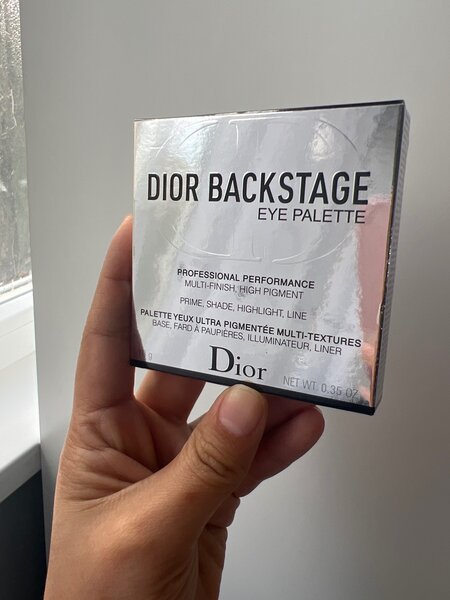 DIOR BACKSTAGE
EYE PALETTE
PROFESSIONAL PERFORMANCE
MULTI-FINISH, HIGH PIGMENT
PRIME, SHADE, HIGHLIGHT, LINE
PALETTE YEUX ULTRA PIGMENTÉE MULTI-TEXTURES
BASE, FARD À PAUPIÈRES, ILLUMINATEUR, LINER
g
Dior
NET WT. 0.35 OZ.